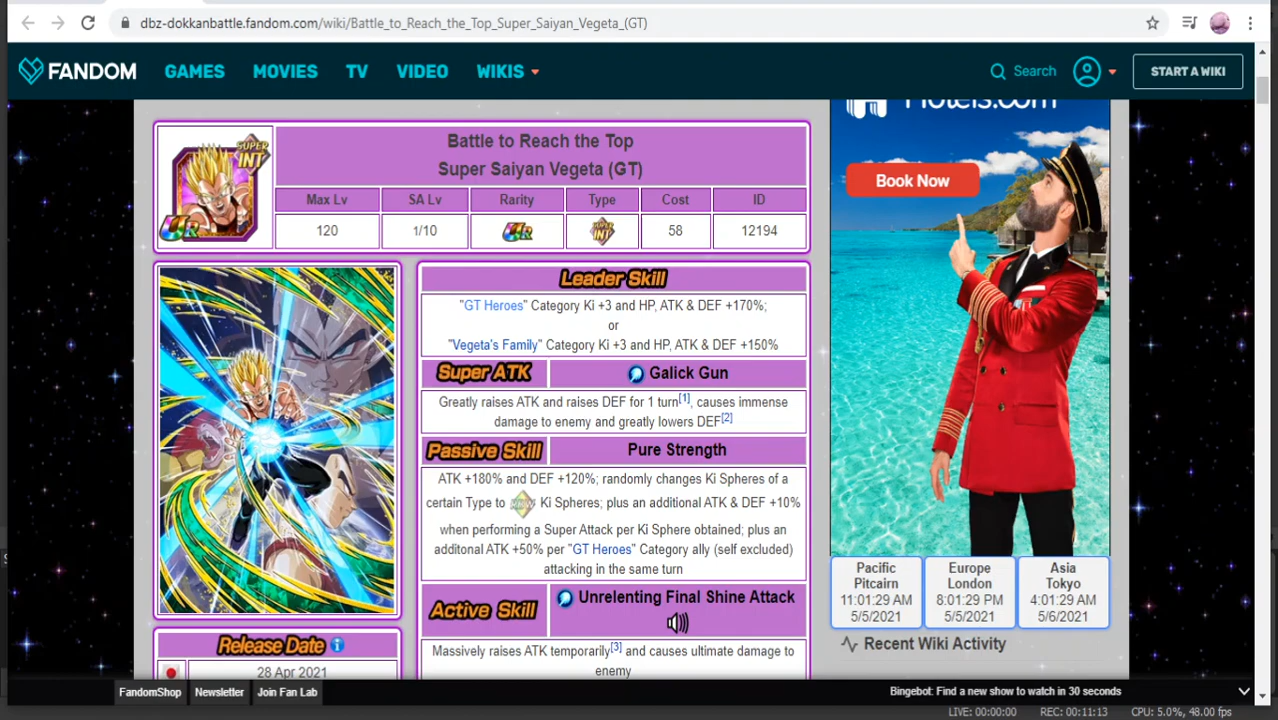 dbz-dokkanbattle.fandom.com/wiki/Battle_to_Reach_the_Top_Super_Saiyan_Vegeta_(GT)
FANDOM GAMES MOVIES TV VIDEO WIKIS Search START A WIKI
Hotels.com
Book Now
SUPER INT
UR
Battle to Reach the Top
Super Saiyan Vegeta (GT)
Max Lv SA Lv Rarity Type Cost ID
120 1/10 UR 58 12194
Leader Skill
"GT Heroes" Category Ki +3 and HP, ATK & DEF +170%;
or
"Vegeta's Family" Category Ki +3 and HP, ATK & DEF +150%
Super ATK Galick Gun
Greatly raises ATK and raises DEF for 1 turn[1], causes immense
damage to enemy and greatly lowers DEF[2]
Passive Skill Pure Strength
ATK +180% and DEF +120%; randomly changes Ki Spheres of a
certain Type to Ki Spheres; plus an additional ATK & DEF +10%
when performing a Super Attack per Ki Sphere obtained; plus an
additonal ATK +50% per "GT Heroes" Category ally (self excluded)
attacking in the same turn
Active Skill Unrelenting Final Shine Attack
Massively raises ATK temporarily[3] and causes ultimate damage to
enemy
Release Date
28 Apr 2021
Pacific Europe Asia
Pitcairn London Tokyo
11:01:29 AM 8:01:29 PM 4:01:29 AM
5/5/2021 5/5/2021 5/6/2021
Recent Wiki Activity
FandomShop Newsletter Join Fan Lab Bingebot: Find a new show to watch in 30 seconds
LIVE: 00:00:00 REC: 00:11:13 CPU: 5.0%, 48.00 fps